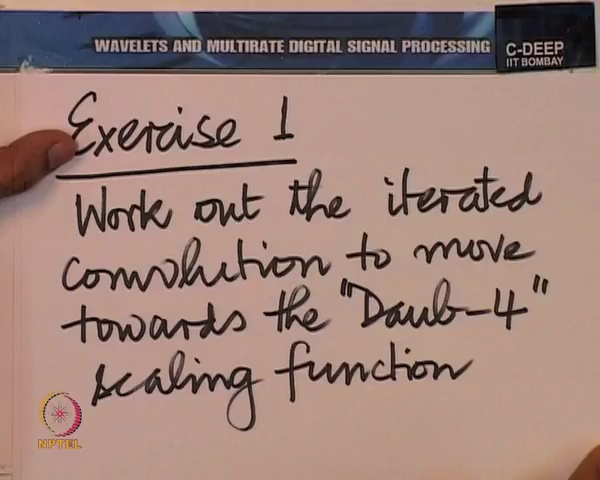 WAVELETS AND MULTIRATE DIGITAL SIGNAL PROCESSING
C-DEEP
IIT BOMBAY
Exercise 1
Work out the iterated
convolution to move
towards the "Daub-4"
scaling function
NPTEL